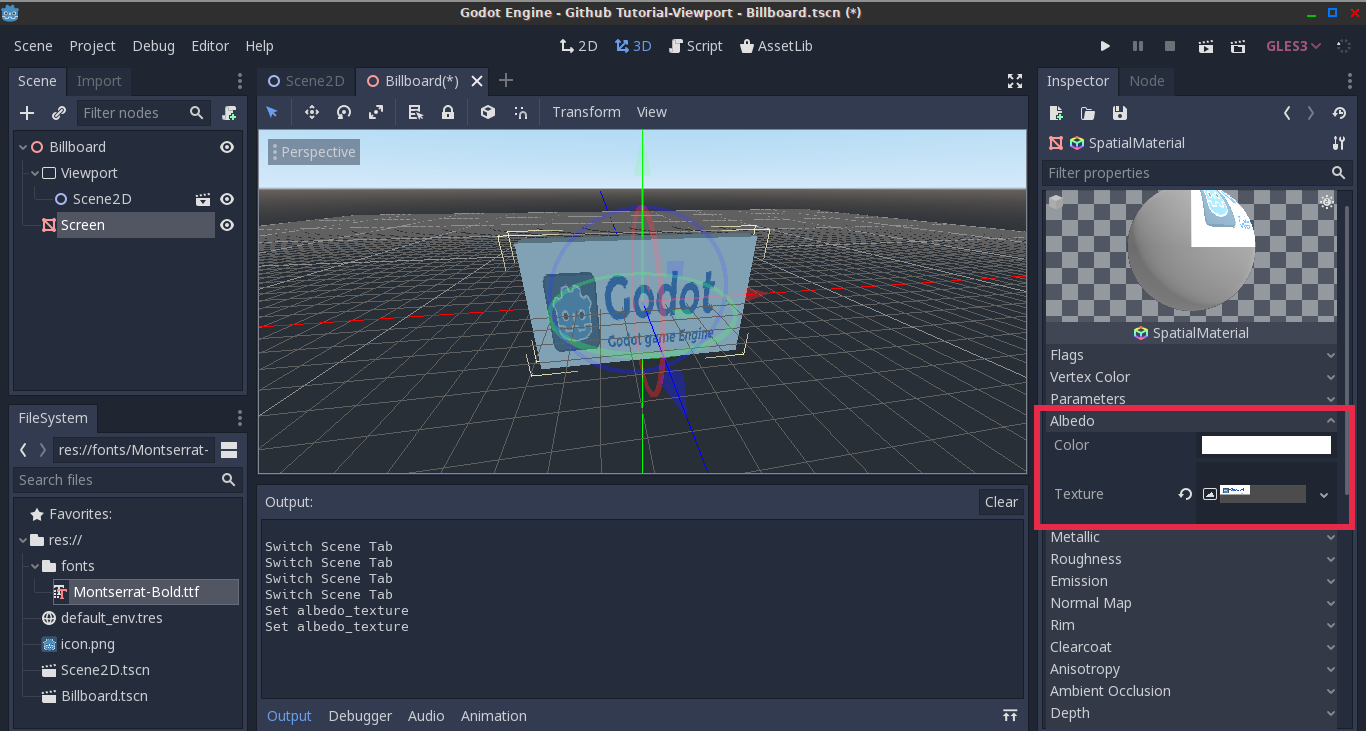 Godot Engine - Github Tutorial-Viewport - Billboard.tscn (*)
Scene Project Debug Editor Help
2D 3D Script AssetLib
GLES3
Scene Import
Filter nodes
Billboard
Viewport
Scene2D
Screen
FileSystem
res://fonts/Montserrat-
Search files
Favorites:
res://
fonts
Montserrat-Bold.ttf
default_env.tres
icon.png
Scene2D.tscn
Billboard.tscn
Scene2D Billboard(*)
Transform View
Perspective
Godot
Godot game Engine
Output:
Clear
Switch Scene Tab
Switch Scene Tab
Switch Scene Tab
Switch Scene Tab
Set albedo_texture
Set albedo_texture
Output Debugger Audio Animation
Inspector Node
SpatialMaterial
Filter properties
SpatialMaterial
Flags
Vertex Color
Parameters
Albedo
Color
Texture
Metallic
Roughness
Emission
Normal Map
Rim
Clearcoat
Anisotropy
Ambient Occlusion
Depth